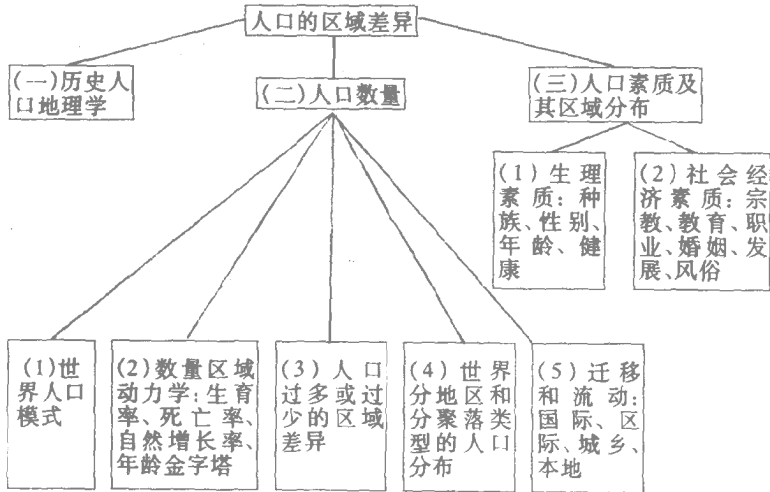 人口的区域差异
(一)历史人
口地理学
(二)人口数量
(三)人口素质及
其区域分布
(1)生理
素质:种
族、性别、
年龄、健
康
(2)社会经
济素质:宗
教、教育、职
业、婚姻、发
展、风俗
(1)世
界人口
模式
(2)数量区域
动力学:生育
率、死亡率、
自然增长率、
年龄金字塔
(3)人口
过多或过
少的区域
差异
(4)世界
分地区和
分聚落类
型的人口
分布
(5)迁移
和流动:
国际、区
际、城乡、
本地